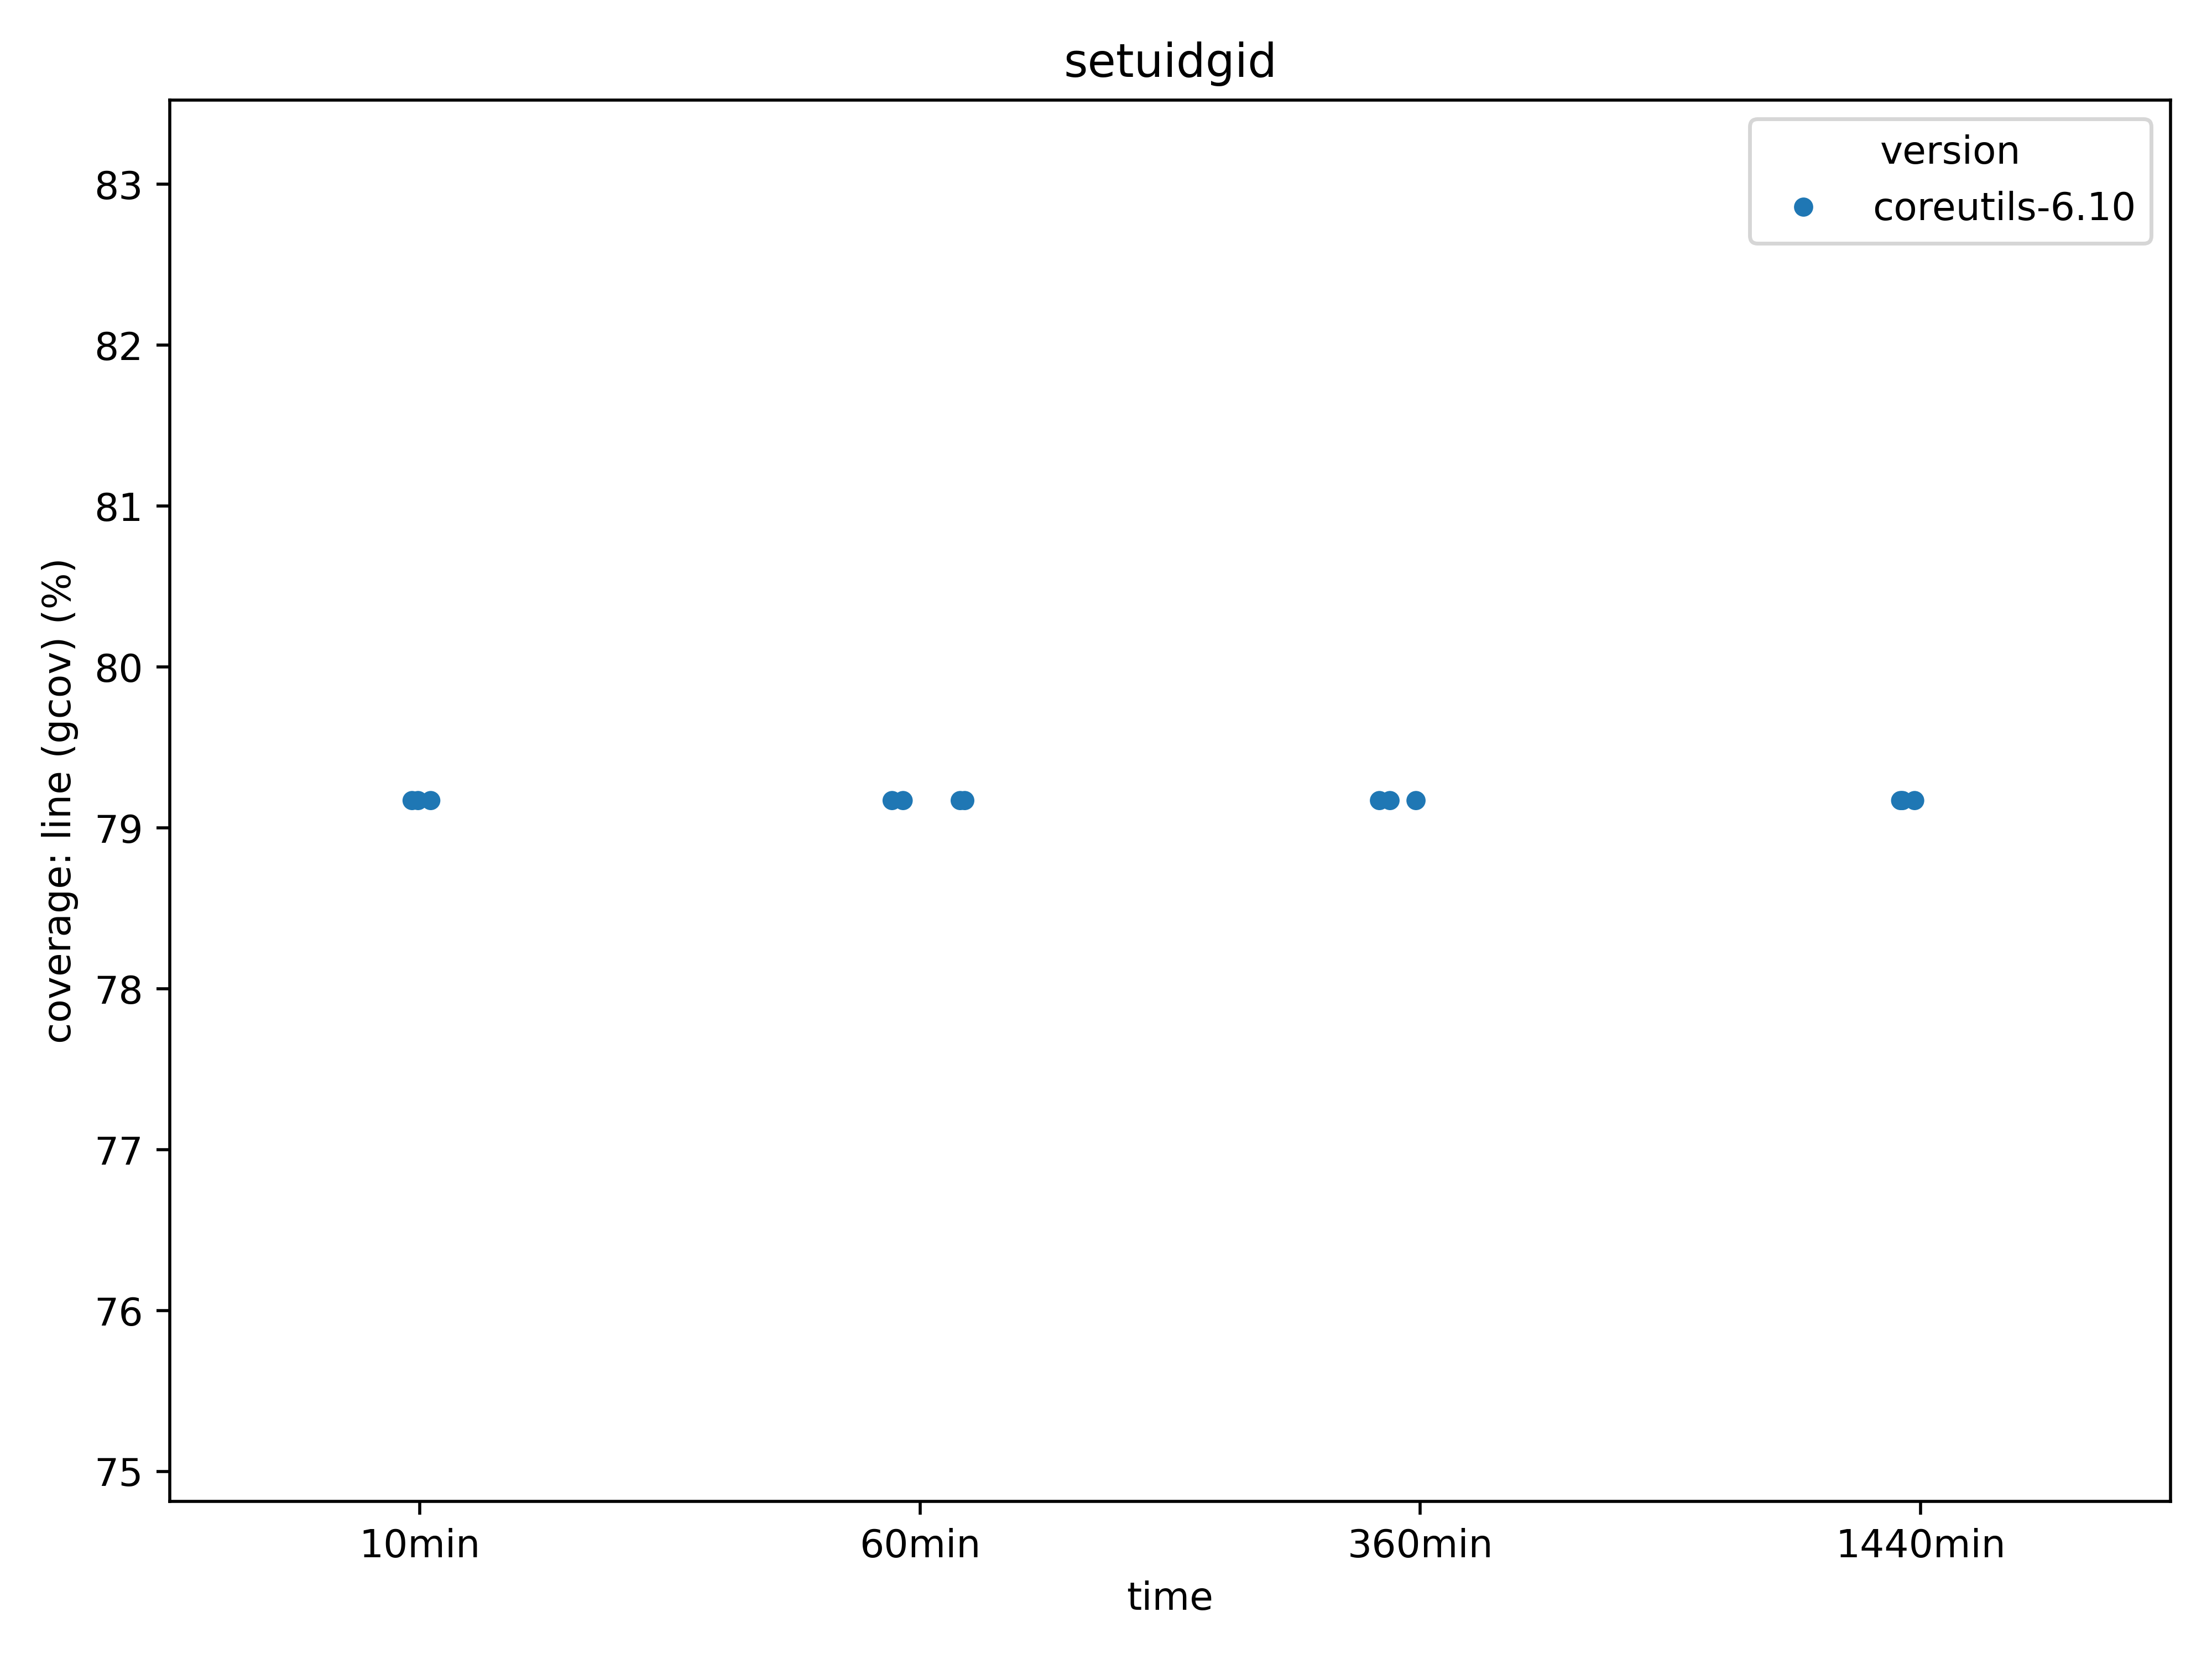 setuidgid
version
coreutils-6.10
coverage: line (gcov) (%)
83
82
81
80
79
78
77
76
75
10min
60min
360min
1440min
time